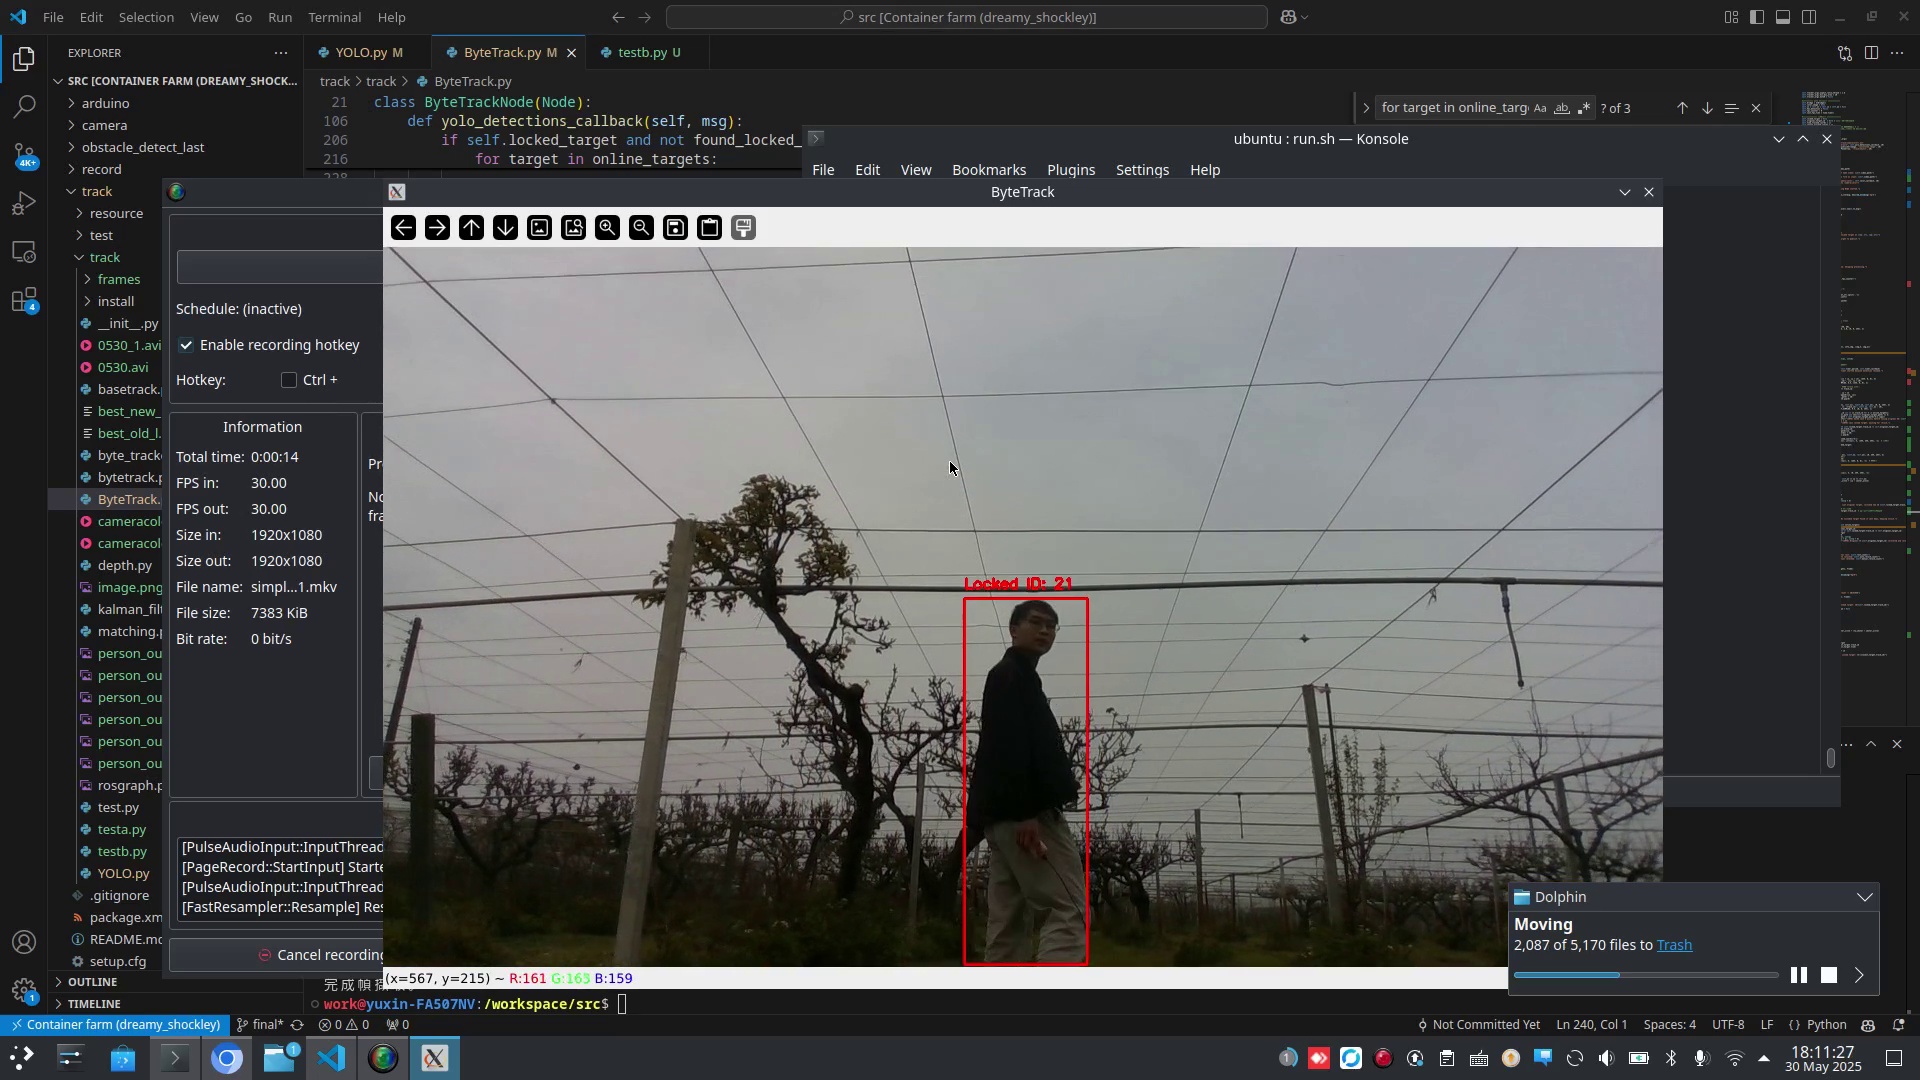 File Edit Selection View Go Run Terminal Help
src [Container farm (dreamy_shockley)]
EXPLORER
SRC [CONTAINER FARM (DREAMY_SHOCK...
arduino
camera
obstacle_detect_last
record
track
resource
test
track
frames
install
__init__.py
0530_1.avi
0530.avi
basetrack.
best_new_
best_old_l.
byte_track
bytetrack.p
ByteTrack.
cameracol
cameracol
depth.py
image.png
kalman_filt
matching.p
person_ou
person_ou
person_ou
person_ou
person_ou
person_ou
rosgraph.p
test.py
testa.py
testb.py
YOLO.py
.gitignore
package.xm
README.md
setup.cfg
OUTLINE
TIMELINE
4K+
4
1
YOLO.py M
ByteTrack.py M
testb.py U
track > track > ByteTrack.py
21 class ByteTrackNode(Node):
106 def yolo_detections_callback(self, msg):
206 if self.locked_target and not found_locked_
216 for target in online_targets:
for target in online_targ
Aa ab ? of 3
ubuntu : run.sh — Konsole
File Edit View Bookmarks Plugins Settings Help
ByteTrack
Schedule: (inactive)
Enable recording hotkey
Hotkey: Ctrl +
Information
Total time: 0:00:14
FPS in: 30.00
FPS out: 30.00
Size in: 1920x1080
Size out: 1920x1080
File name: simpl...1.mkv
File size: 7383 KiB
Bit rate: 0 bit/s
Pr
No
fra
[PulseAudioInput::InputThread
[PageRecord::StartInput] Starte
[PulseAudioInput::InputThread
[FastResampler::Resample] Res
Cancel recording
Locked ID: 21
(x=567, y=215) ~ R:161 G:163 B:159
work@yuxin-FA507NV:/workspace/src$
Dolphin
Moving
2,087 of 5,170 files to Trash
Container farm (dreamy_shockley) final* 0 0 0
Not Committed Yet Ln 240, Col 1 Spaces: 4 UTF-8 LF {} Python
1
1
18:11:27
30 May 2025